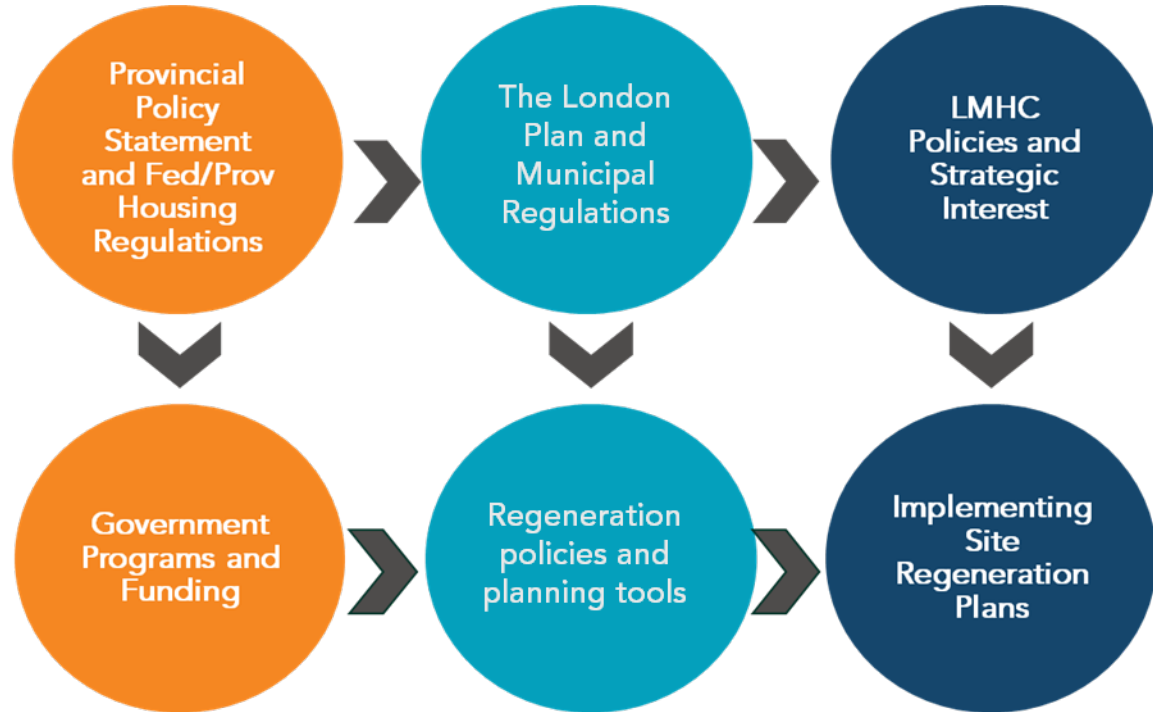 Provincial
Policy
Statement
and Fed/Prov
Housing
Regulations
The London
Plan and
Municipal
Regulations
LMHC
Policies and
Strategic
Interest
Government
Programs and
Funding
Regeneration
policies and
planning tools
Implementing
Site
Regeneration
Plans